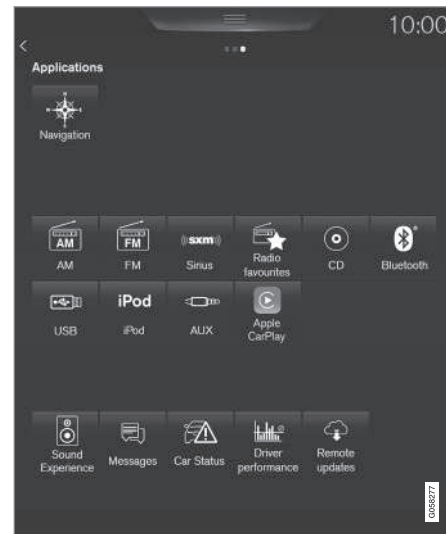 10:00
Applications
Navigation
AM
FM
sxm
AM
FM
Sirius
Radio
favourites
CD
Bluetooth
iPod
USB
iPod
AUX
Apple
CarPlay
Sound
Experience
Messages
Car Status
Driver
performance
Remote
updates
G058277